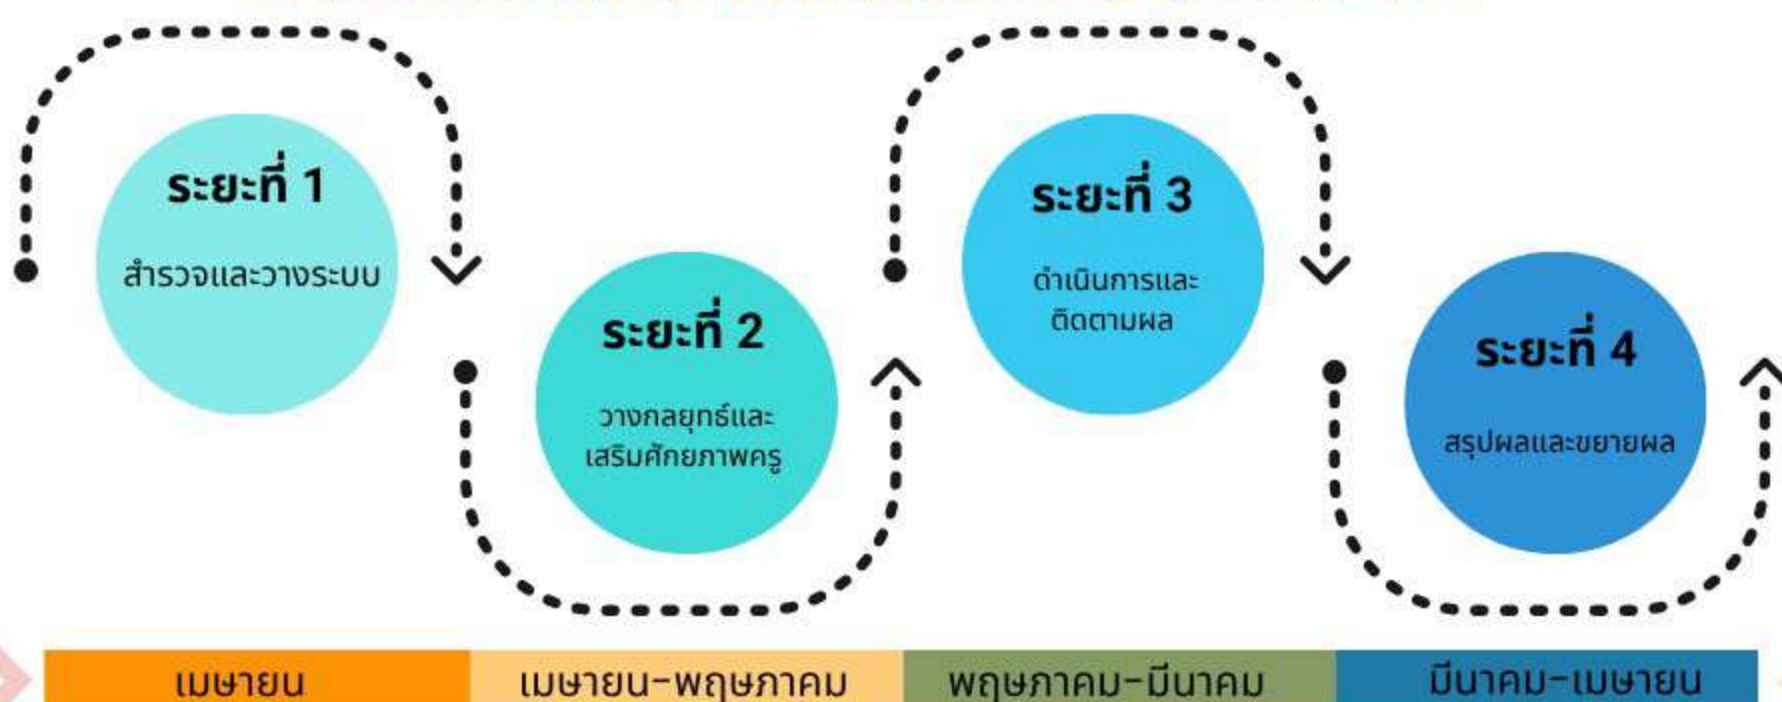 ระยะที่ 1
สำรวจและวางระบบ
ระยะที่ 2
วางกลยุทธ์และ
เสริมศักยภาพครู
ระยะที่ 3
ดำเนินการและ
ติดตามผล
ระยะที่ 4
สรุปผลและขยายผล
เมษายน
เมษายน-พฤษภาคม
พฤษภาคม-มีนาคม
มีนาคม-เมษายน